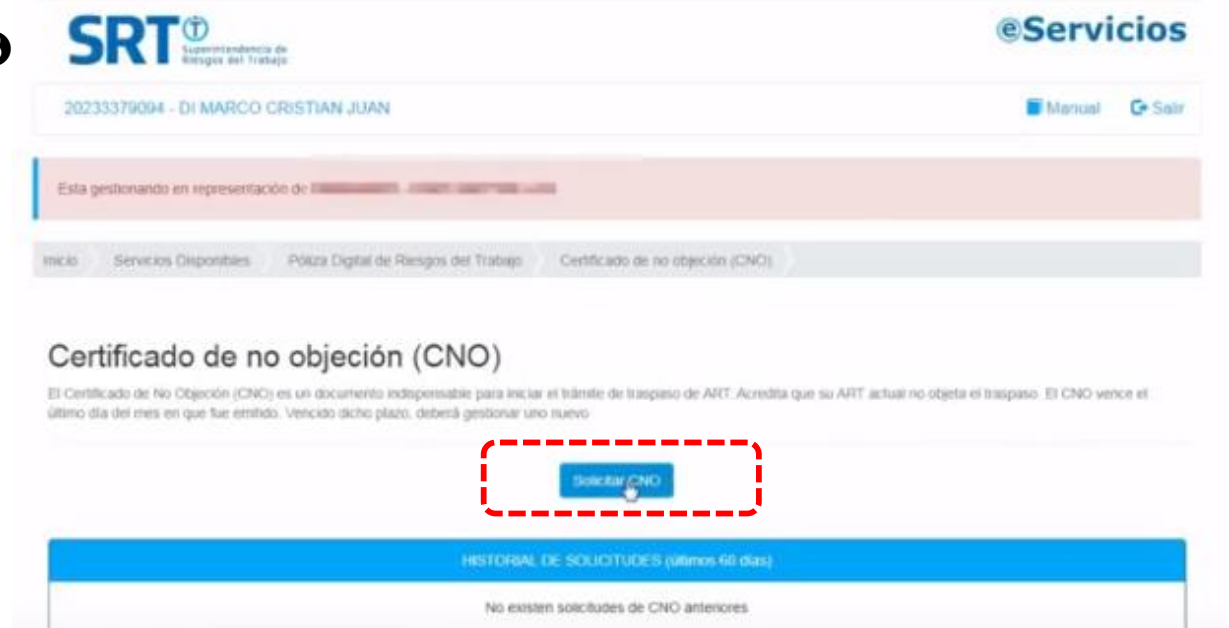 SRT
Superintendencia de
Riesgos del Trabajo
eServicios
20233379094 - DI MARCO CRISTIAN JUAN
Manual
Salir
Esta gestionando en representación de
Inicio
Servicios Disponibles
Póliza Digital de Riesgos del Trabajo
Certificado de no objeción (CNO)
Certificado de no objeción (CNO)
El Certificado de No Objeción (CNO) es un documento indispensable para iniciar el trámite de traspaso de ART. Acredita que su ART actual no objeta el traspaso. El CNO vence el
último día del mes en que fue emitido. Vencido dicho plazo, deberá gestionar uno nuevo
Solicitar CNO
HISTORIAL DE SOLICITUDES (últimos 60 días)
No existen solicitudes de CNO anteriores